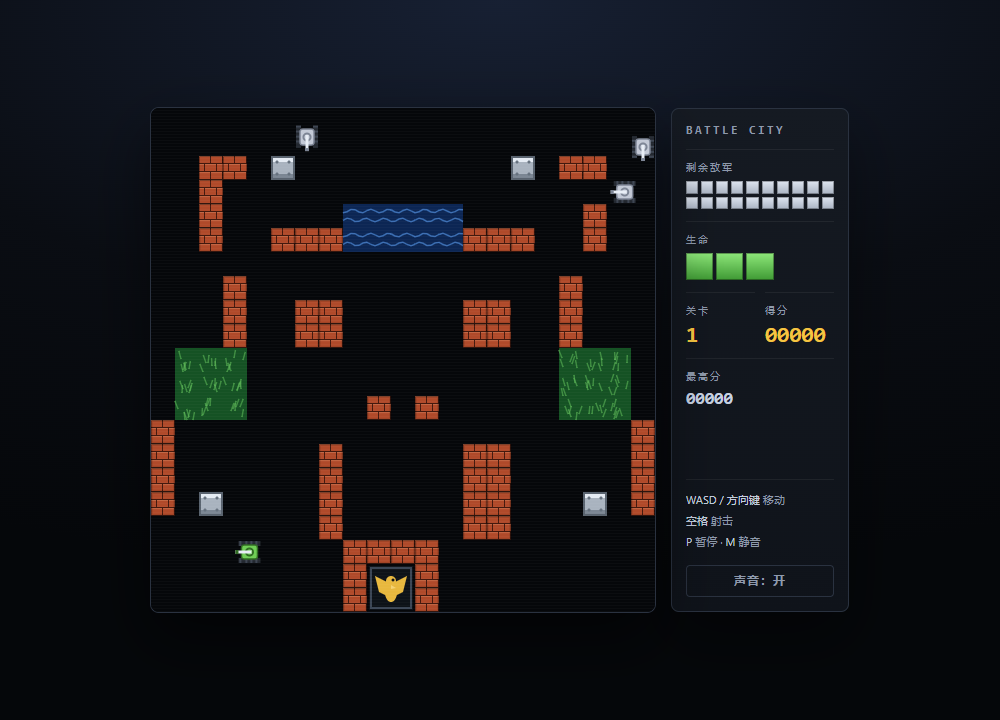 BATTLE CITY
剩余敌军
生命
关卡 得分
1 00000
最高分
00000
WASD / 方向键 移动
空格 射击
P 暂停 · M 静音
声音: 开